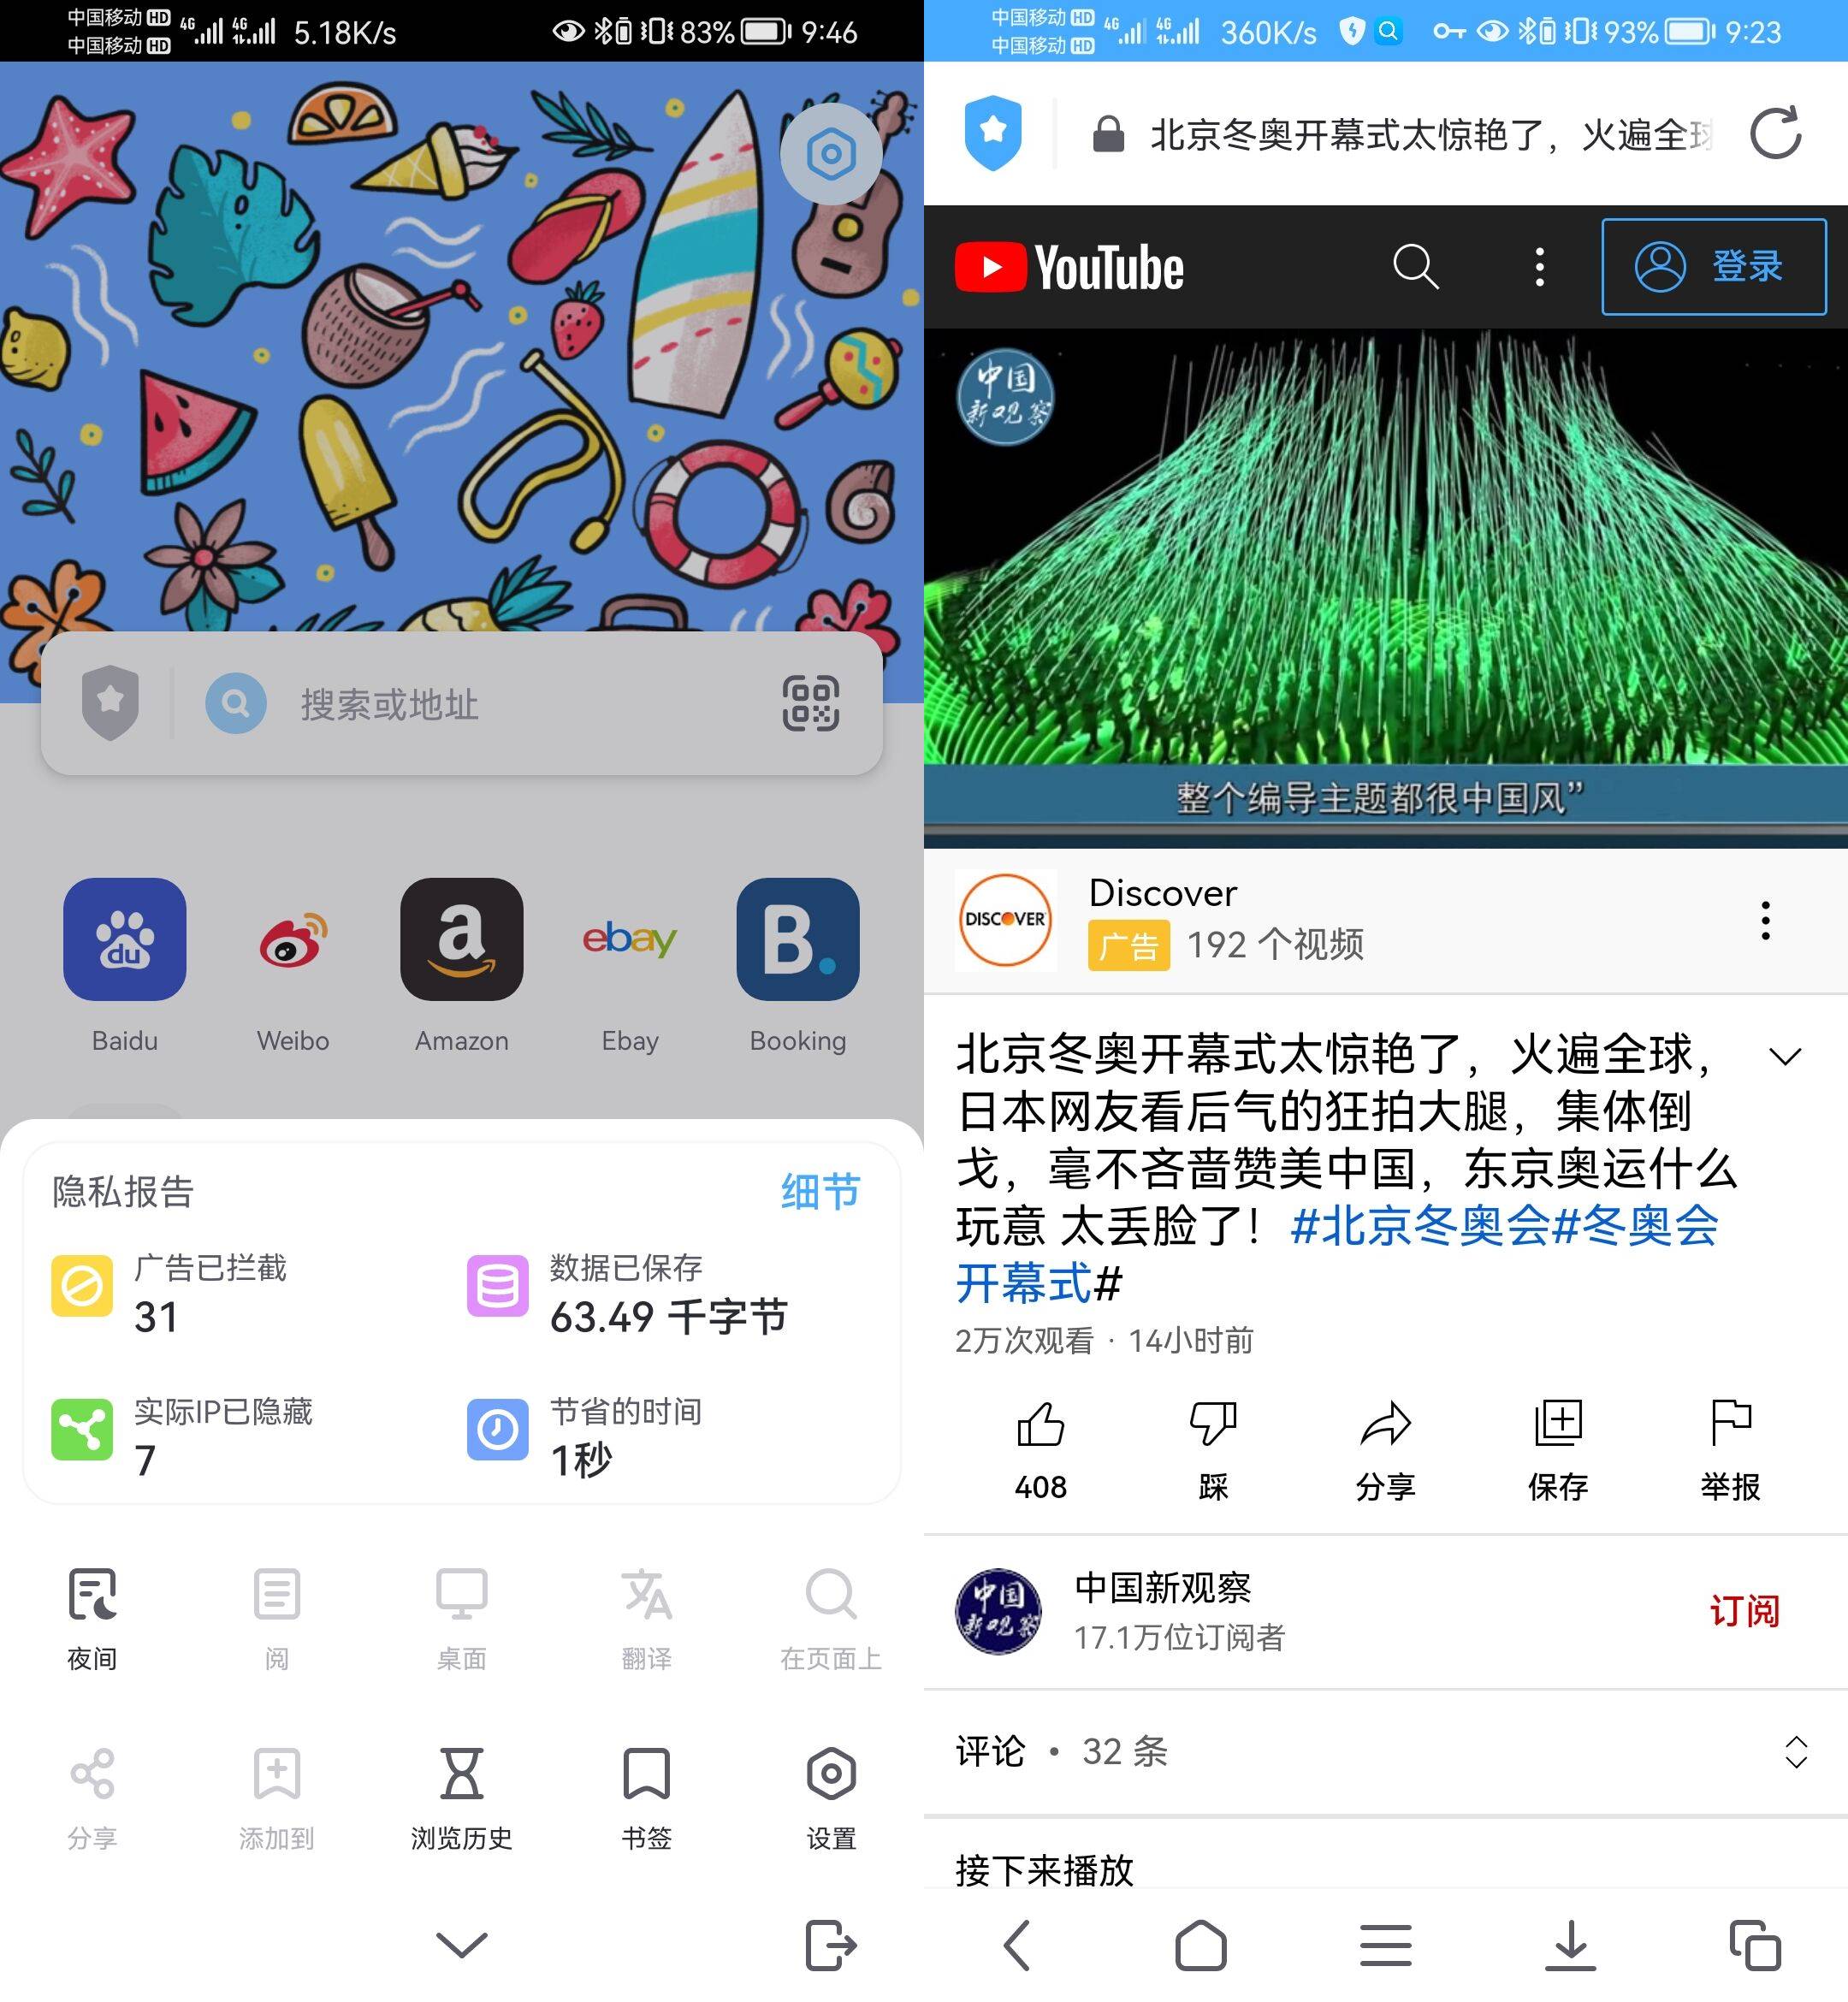 中国移动 HD
中国移动 HD
4G 4G 5.18K/s 83% 9:46
搜索或地址
du
a
ebay
B.
Baidu Weibo Amazon Ebay Booking
隐私报告 细节
广告已拦截
31
数据已保存
63.49 千字节
实际IP已隐藏
7
节省的时间
1秒
夜间 阅 桌面 翻译 在页面上
分享 添加到 浏览历史 书签 设置
中国移动 HD
中国移动 HD
4G 4G 360K/s 93% 9:23
北京冬奥开幕式太惊艳了，火遍全球
YouTube 登录
中国
新观察
整个编导主题都很中国风”
DISCOVER
Discover
广告 192 个视频
北京冬奥开幕式太惊艳了，火遍全球，
日本网友看后气的狂拍大腿，集体倒
戈，毫不吝啬赞美中国，东京奥运什么
玩意 太丢脸了！#北京冬奥会#冬奥会
开幕式#
2万次观看 · 14小时前
408 踩 分享 保存 举报
中国
新观察
中国新观察
17.1万位订阅者
订阅
评论 • 32 条
接下来播放